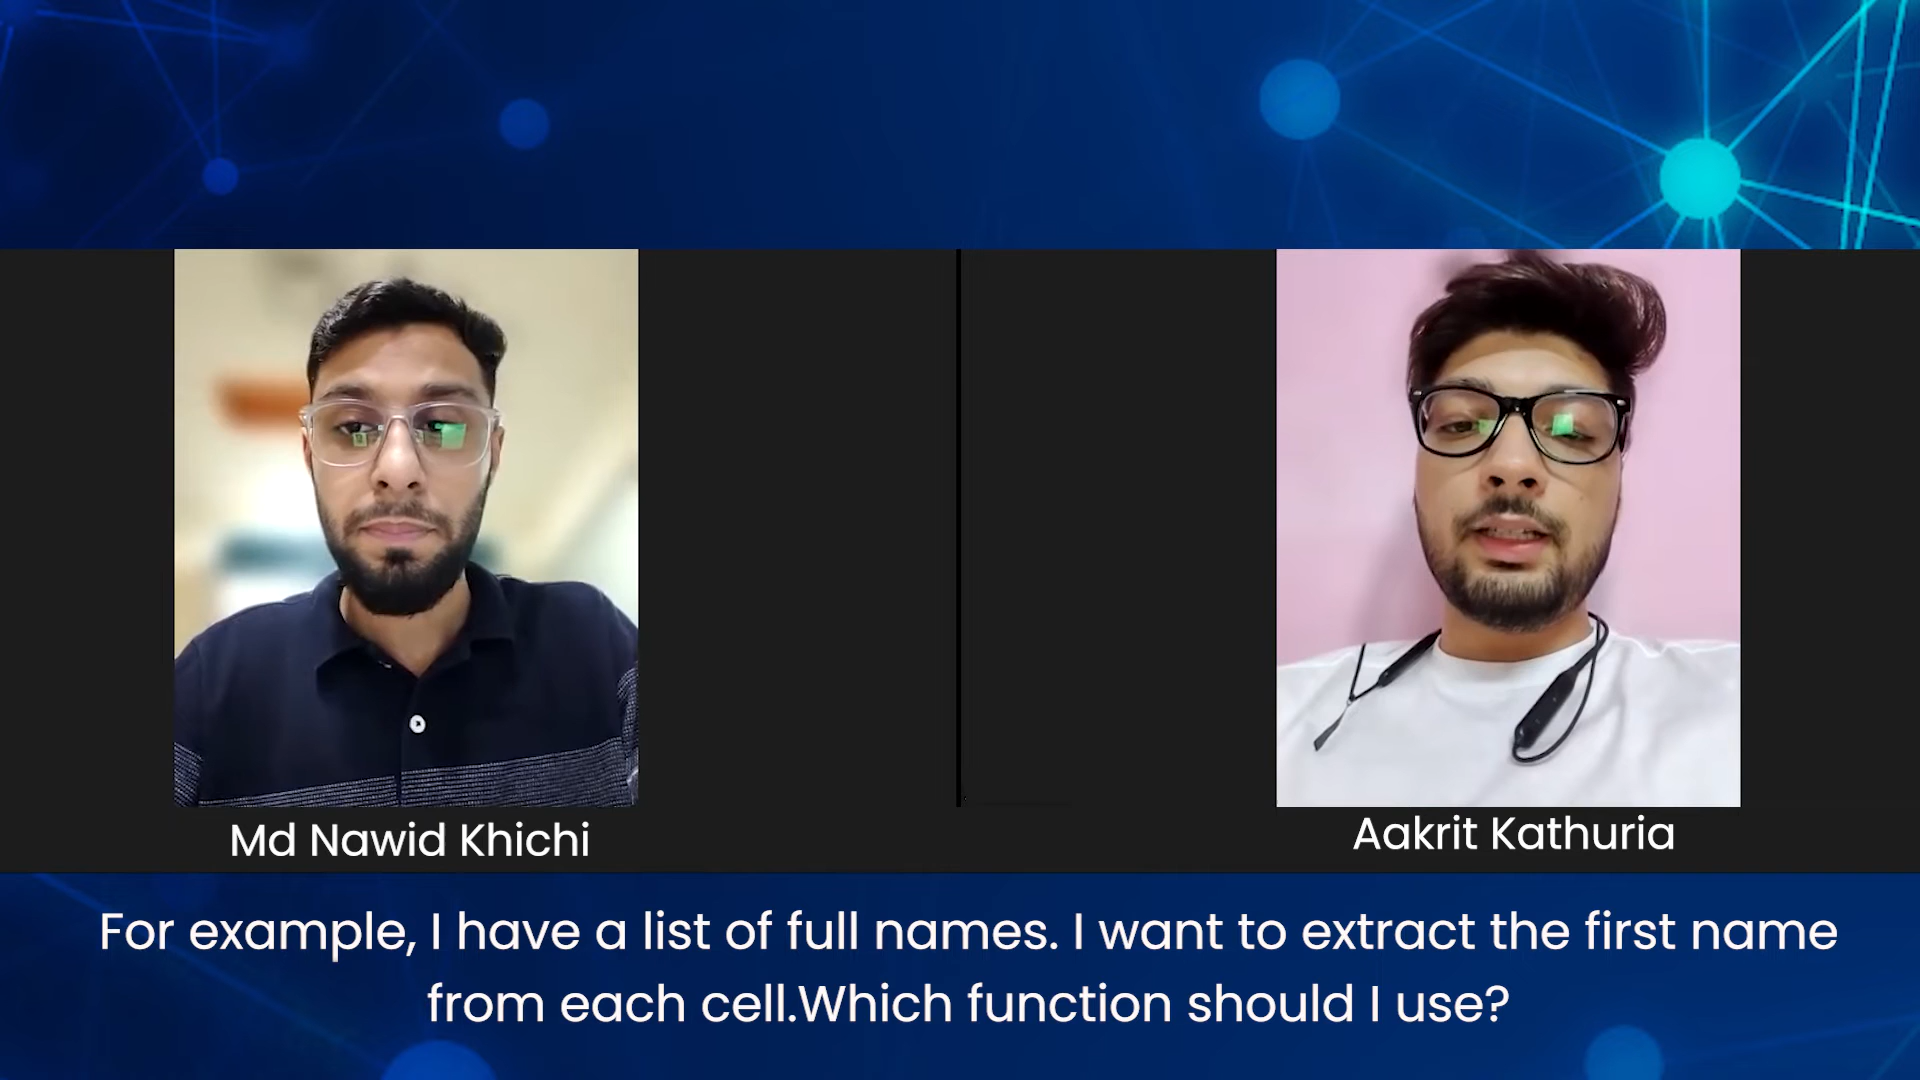 Md Nawid Khichi
Aakrit Kathuria
For example, I have a list of full names. I want to extract the first name
from each cell.Which function should I use?